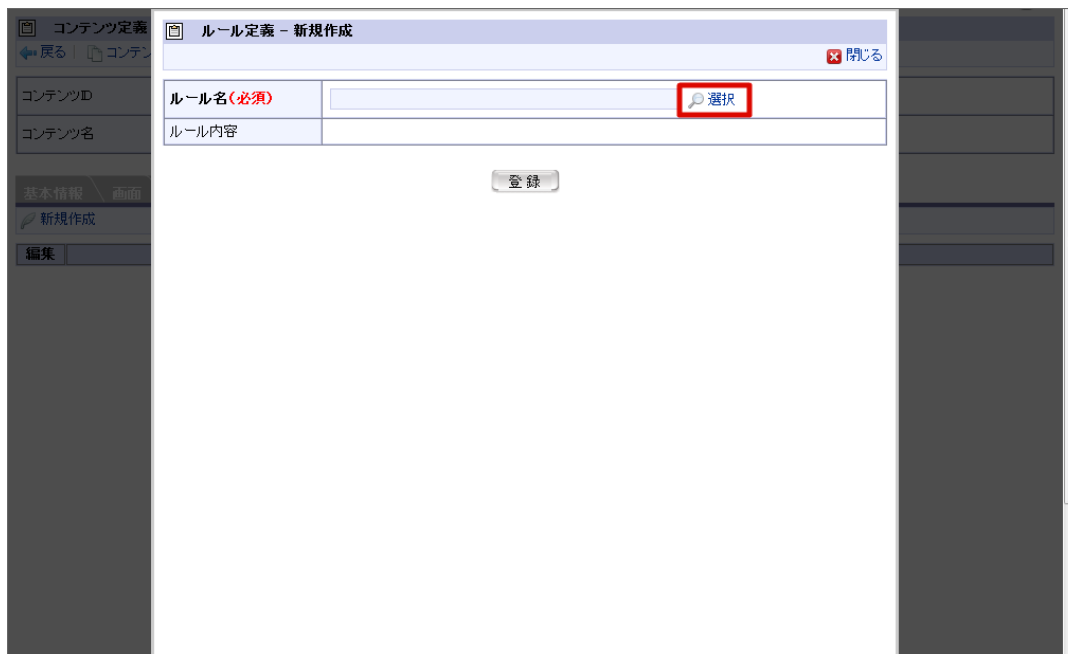 コンテンツ定義
戻る コンテン
コンテンツID
コンテンツ名
基本情報 画面
新規作成
編集
ルール定義 - 新規作成
閉じる
ルール名(必須) 選択
ルール内容
登録